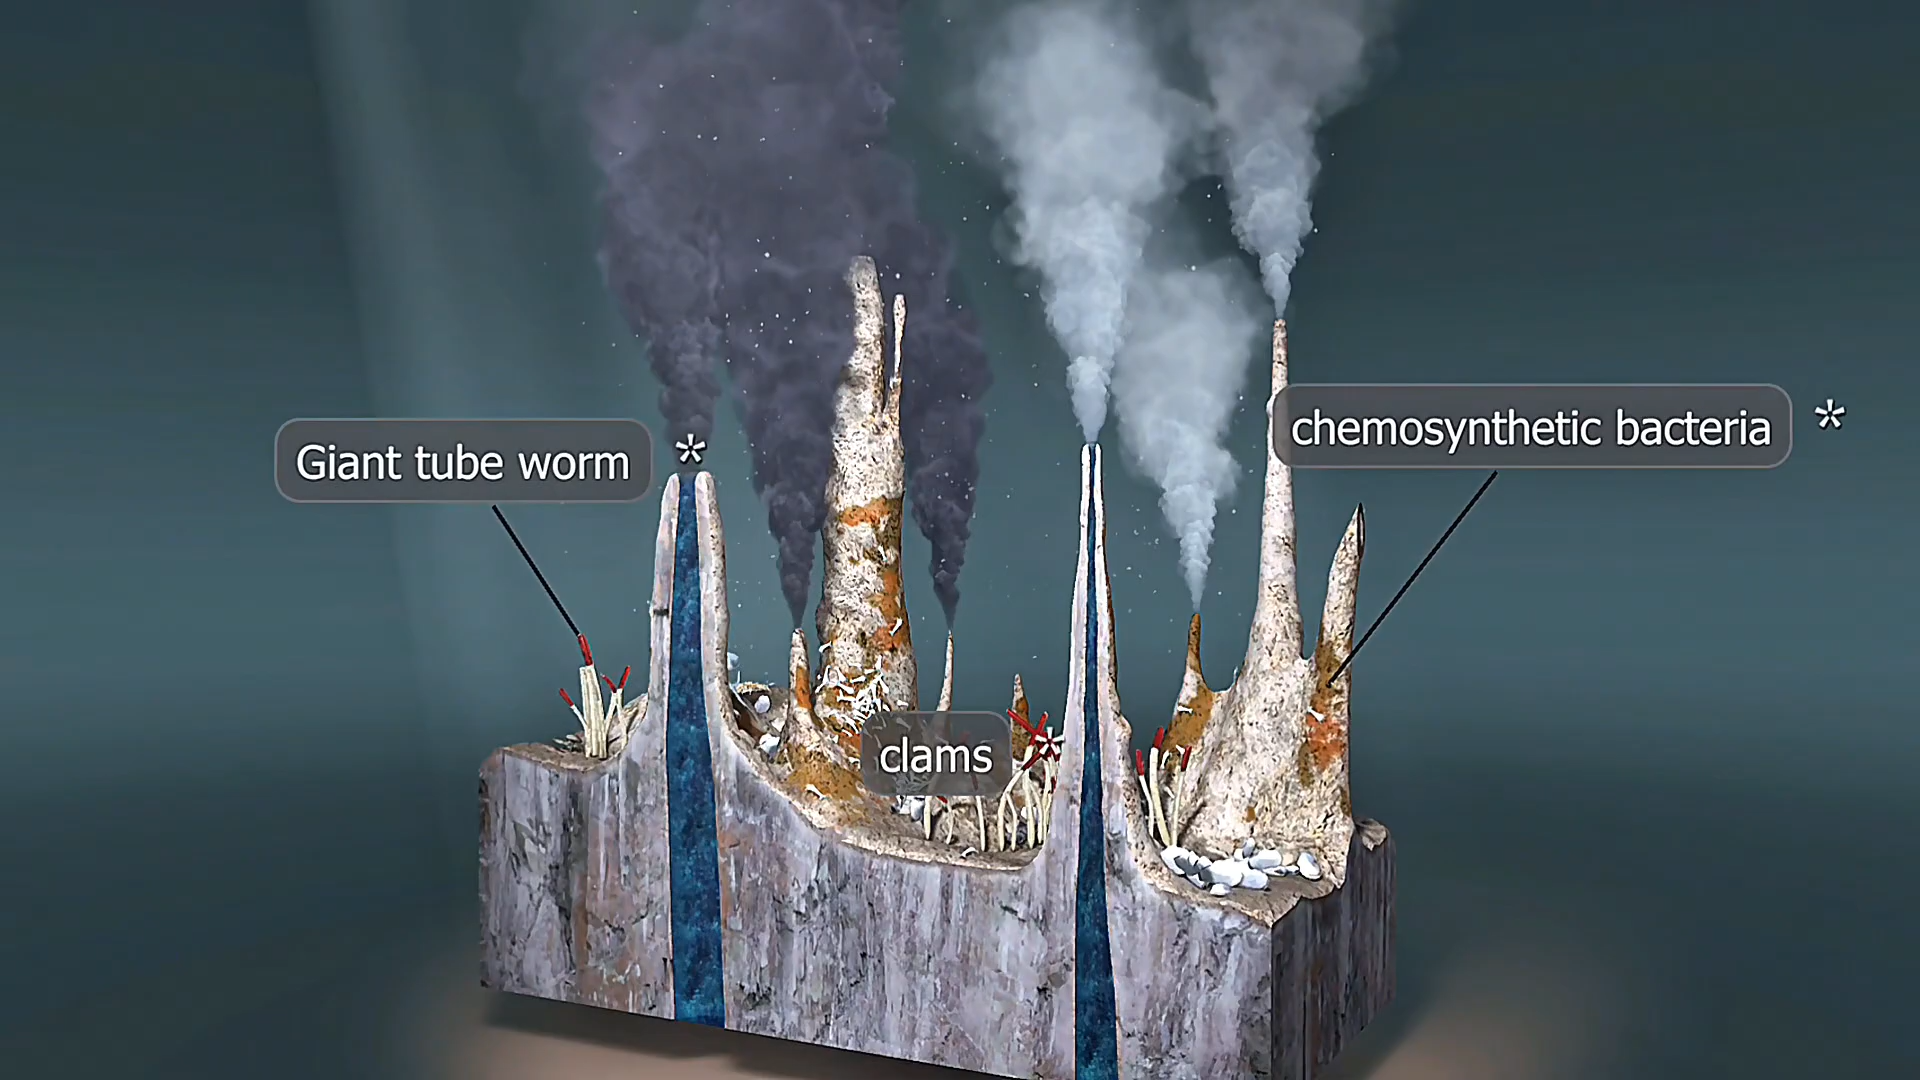 Giant tube worm *
chemosynthetic bacteria *
clams *